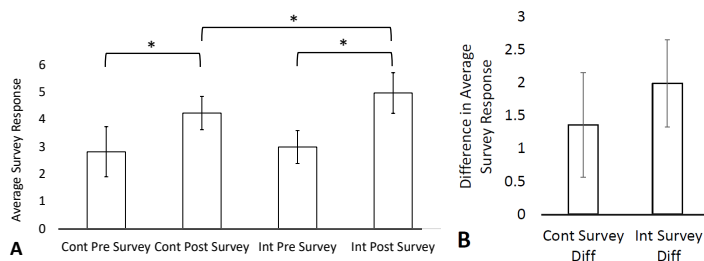 *
*
*
Average Survey Response
6
5
4
3
2
1
0
Cont Pre Survey Cont Post Survey Int Pre Survey Int Post Survey
A
Difference in Average
Survey Response
3
2.5
2
1.5
1
0.5
0
Cont Survey Int Survey
Diff Diff
B